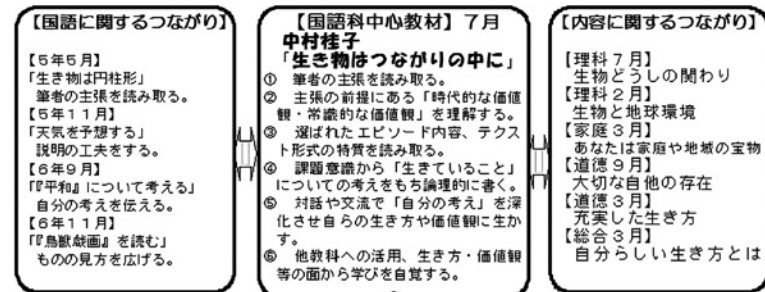 【国語に関するつながり】
【5年5月】
「生き物は円柱形」
筆者の主張を読み取る。
【5年11月】
「天気を予想する」
説明の工夫をする。
【6年9月】
「『平和』について考える」
自分の考えを伝える。
【6年11月】
「『鳥獣戯画』を読む」
ものの見方を広げる。
【国語科中心教材】7月
中村桂子
「生き物はつながりの中に」
① 筆者の主張を読み取る。
② 主張の前提にある「時代的な価値
観・常識的な価値観」を理解する。
③ 選ばれたエピソード内容、テクス
ト形式の特質を読み取る。
④ 課題意識から「生きていること」
についての考えをもち論理的に書く。
⑤ 対話や交流で「自分の考え」を深
化させ自らの生き方や価値観に生か
す。
⑥ 他教科への活用、生き方・価値観
等の面から学びを自覚する。
【内容に関するつながり】
【理科7月】
生物どうしの関わり
【理科2月】
生物と地球環境
【家庭3月】
あなたは家庭や地域の宝物
【道徳9月】
大切な自他の存在
【道徳3月】
充実した生き方
【総合3月】
自分らしい生き方とは